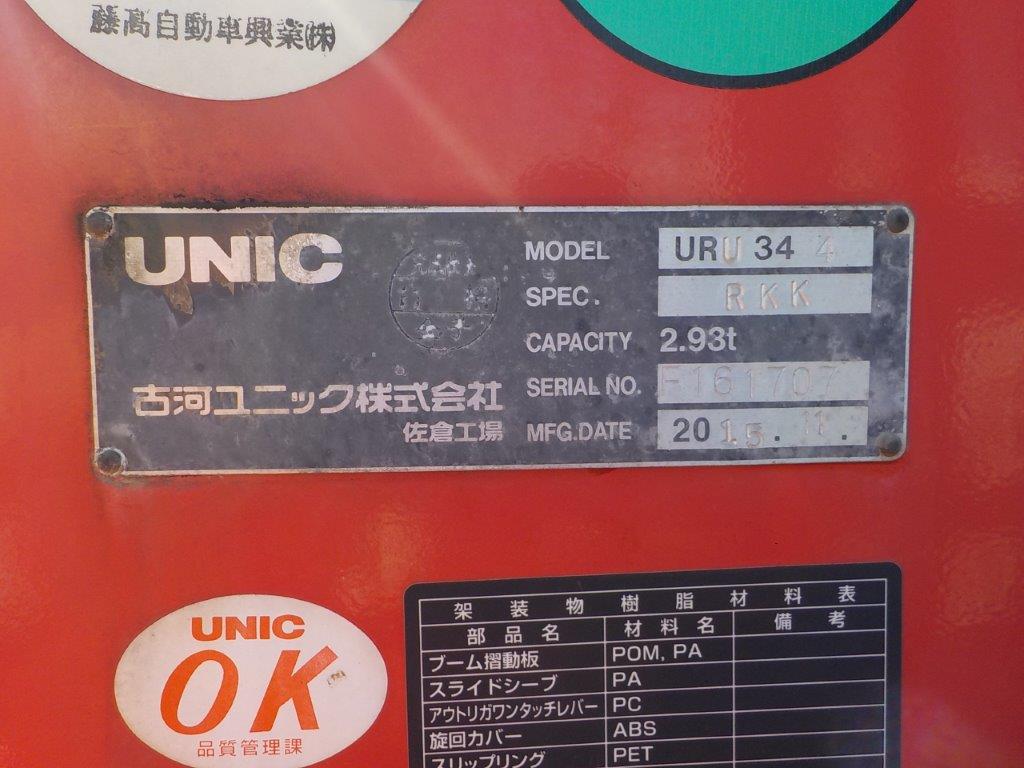 藤高自動車興業(株)
UNIC
古河ユニック株式会社
佐倉工場
MODEL URU344
SPEC. RKK
CAPACITY 2.93t
SERIAL NO. F161707
MFG.DATE 2015.11.
UNIC
OK
品質管理課
架装物樹脂材料表
部品名 材料名 備考
ブーム摺動板 POM, PA
スライドシーブ PA
アウトリガワンタッチレバー PC
旋回カバー ABS
スリップリング PET